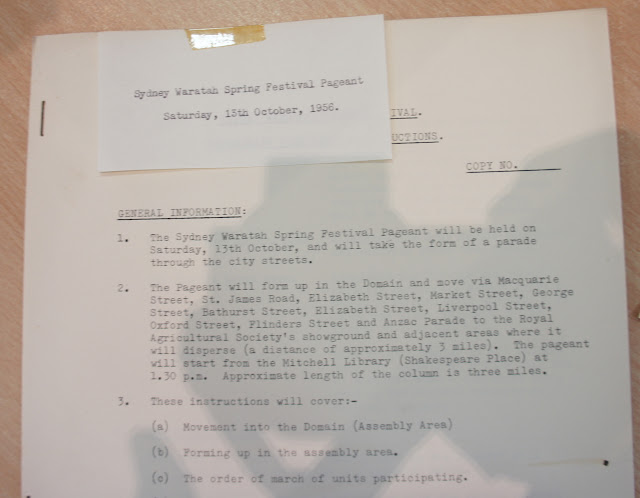 Sydney Waratah Spring Festival Pageant
Saturday, 13th October, 1956.
IVAL.
UCTIONS.
COPY NO.
GENERAL INFORMATION:
1. The Sydney Waratah Spring Festival Pageant will be held on
Saturday, 13th October, and will take the form of a parade
through the city streets.
2. The Pageant will form up in the Domain and move via Macquarie
Street, St. James Road, Elizabeth Street, Market Street, George
Street, Bathurst Street, Elizabeth Street, Liverpool Street,
Oxford Street, Flinders Street and Anzac Parade to the Royal
Agricultural Society's showground and adjacent areas where it
will disperse (a distance of approximately 3 miles). The pageant
will start from the Mitchell Library (Shakespeare Place) at
1.30 p.m. Approximate length of the column is three miles.
3. These instructions will cover:-
(a) Movement into the Domain (Assembly Area)
(b) Forming up in the assembly area.
(c) The order of march of units participating.